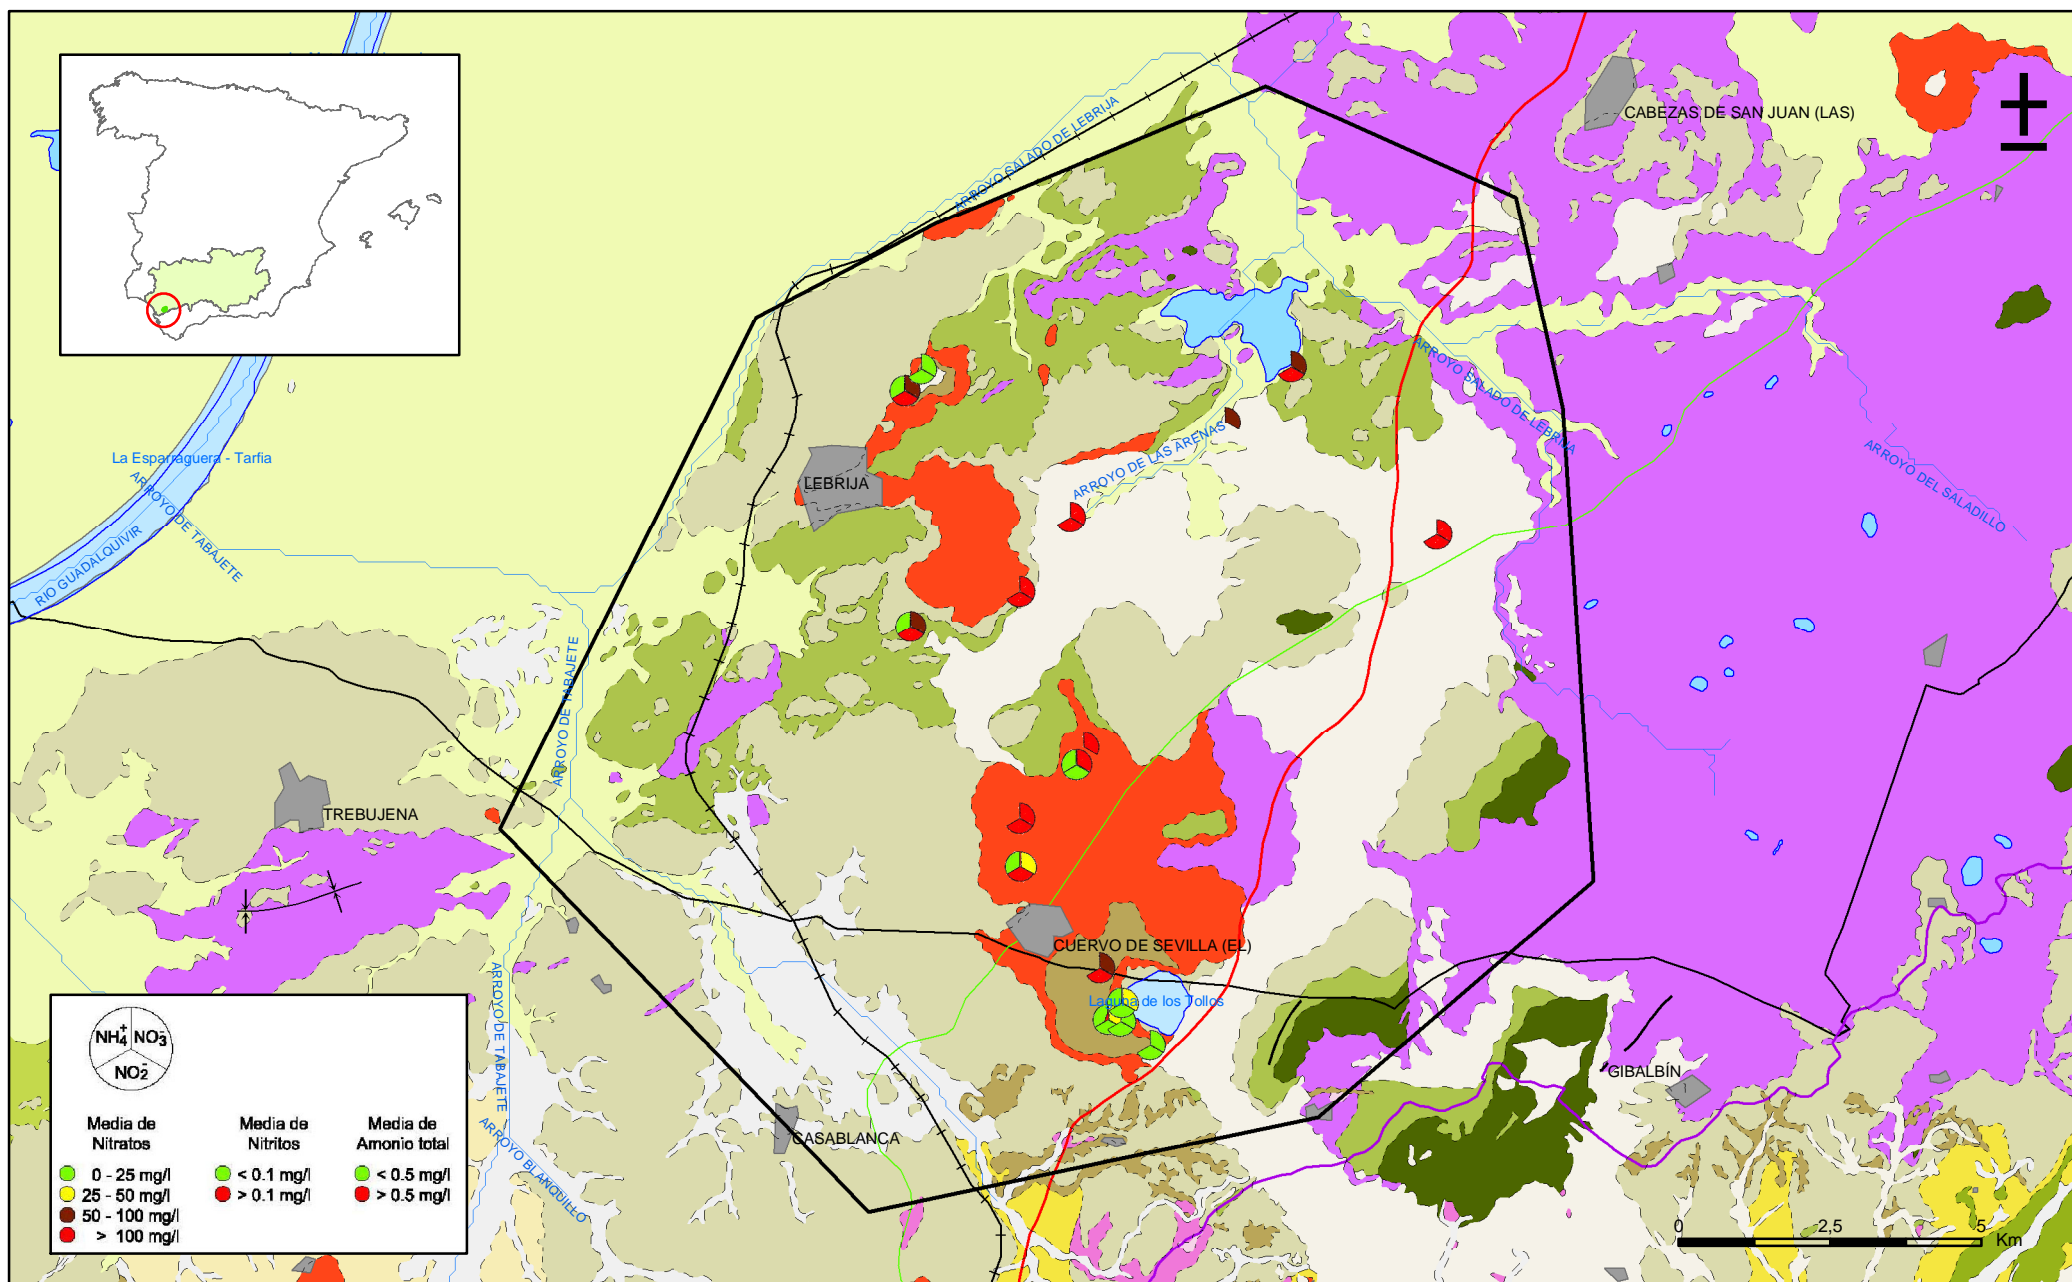 CABEZAS DE SAN JUAN (LAS)
ARROYO SALADO DE LEBRIJA
ARROYO SALADO DE LEBRIJA
ARROYO DEL SALADILLO
La Esparraguera - Tarfia
ARROYO DE TABAJETE
RIO GUADALQUIVIR
LEBRIJA
ARROYO DE LAS ARENAS
ARROYO DE TABAJETE
TREBUJENA
CUERVO DE SEVILLA (EL)
Laguna de los Tollos
ARROYO DE TABAJETE
GIBALBÍN
CASABLANCA
ARROYO BLANQUILLO
NH4+ NO3-
NO2-
Media de Nitratos
0 - 25 mg/l
25 - 50 mg/l
50 - 100 mg/l
> 100 mg/l
Media de Nitritos
< 0.1 mg/l
> 0.1 mg/l
Media de Amonio total
< 0.5 mg/l
> 0.5 mg/l
0 2,5 5
Km